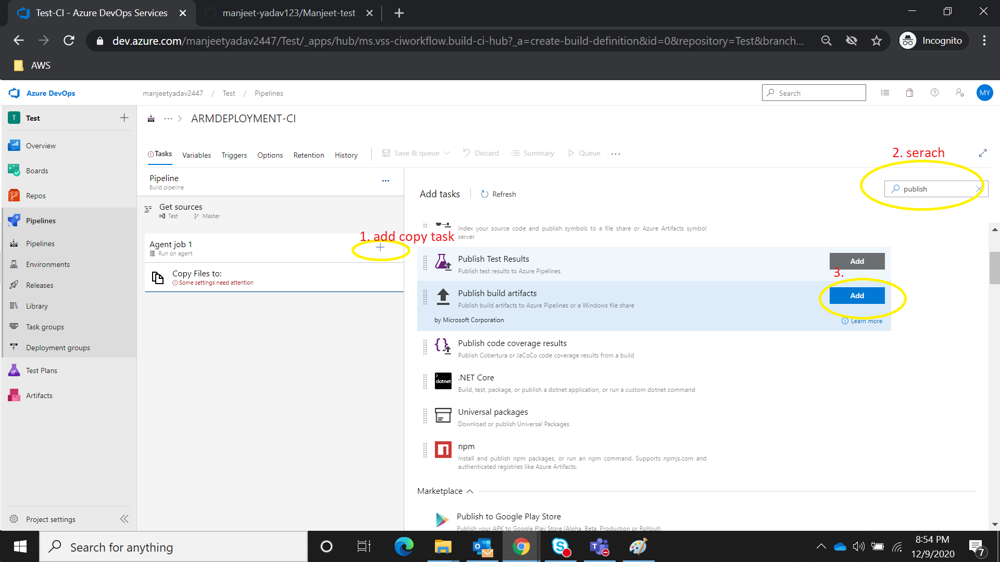 Test-CI - Azure DevOps Services
manjeet-yadav123/Manjeet-test
dev.azure.com/manjeetyadav2447/Test/_apps/hub/ms.vss-ciworkflow.build-ci-hub?_a=create-build-definition&id=0&repository=Test&branch...
Incognito
AWS
Azure DevOps
manjeetyadav2447 / Test / Pipelines
Search
MY
T Test
ARMDEPLOYMENT-CI
Overview
Boards
Repos
Pipelines
Pipelines
Environments
Releases
Library
Task groups
Deployment groups
Test Plans
Artifacts
Project settings
Tasks Variables Triggers Options Retention History
Save & queue Discard Summary Queue ...
2. serach
Pipeline
Build pipeline
Get sources
Test Master
1. add copy task
Agent job 1
Run on agent
Copy Files to:
Some settings need attention
Add tasks Refresh
publish
Index your source code and publish symbols to a file share or Azure Artifacts symbol
server
Publish Test Results
Publish test results to Azure Pipelines
Add
3.
Publish build artifacts
Publish build artifacts to Azure Pipelines or a Windows file share
Add
by Microsoft Corporation
Learn more
Publish code coverage results
Publish Cobertura or JaCoCo code coverage results from a build
dotnet
.NET Core
Build, test, package, or publish a dotnet application, or run a custom dotnet command
Universal packages
Download or publish Universal Packages
npm
Install and publish npm packages, or run an npm command. Supports npmjs.com and
authenticated registries like Azure Artifacts.
Marketplace
Publish to Google Play Store
Publish your APK to Google Play Store (Alpha, Beta, Production or Rollout)
Search for anything
8:54 PM
12/9/2020
7